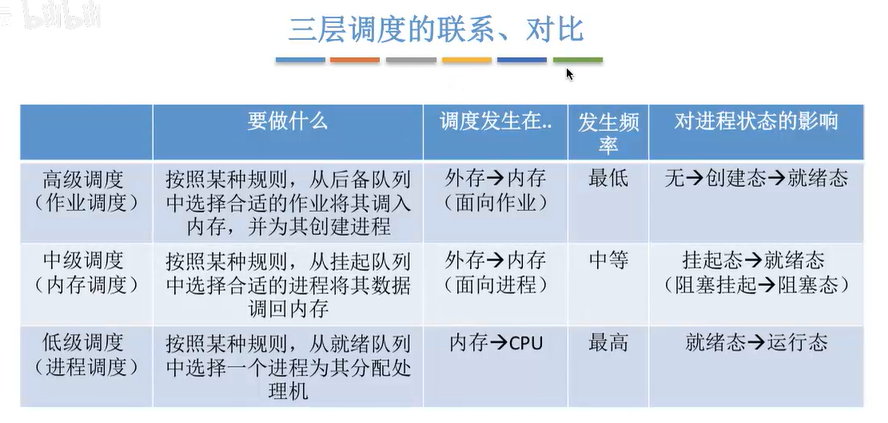 bilibili
三层调度的联系、对比
要做什么
调度发生在..
发生频
率
对进程状态的影响
高级调度
（作业调度）
按照某种规则，从后备队列
中选择合适的作业将其调入
内存，并为其创建进程
外存→内存
（面向作业）
最低
无→创建态→就绪态
中级调度
（内存调度）
按照某种规则，从挂起队列
中选择合适的进程将其数据
调回内存
外存→内存
（面向进程）
中等
挂起态→就绪态
（阻塞挂起→阻塞态）
低级调度
（进程调度）
按照某种规则，从就绪队列
中选择一个进程为其分配处
理机
内存→CPU
最高
就绪态→运行态